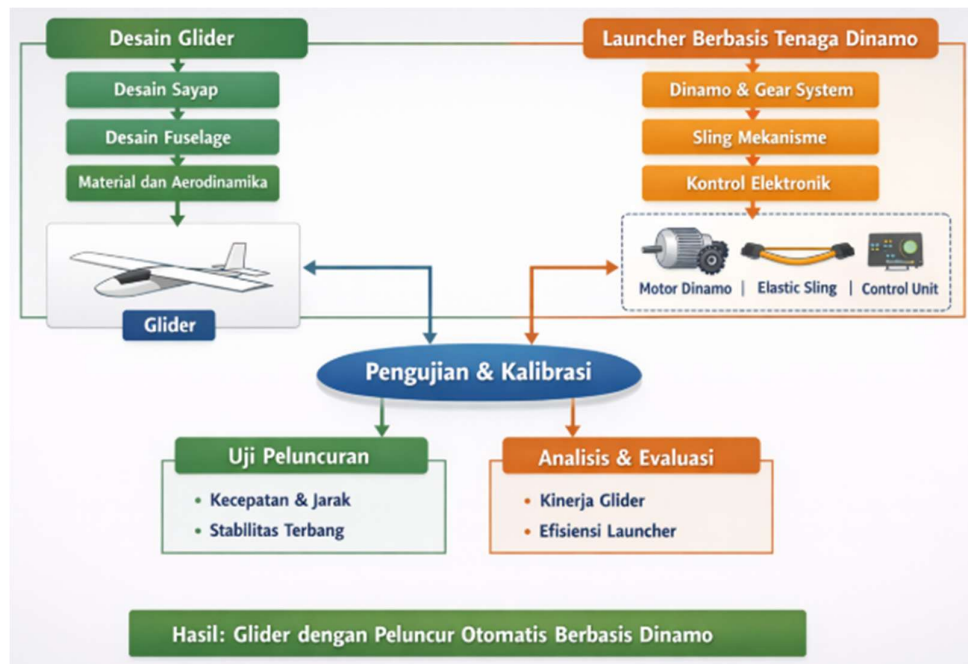 Desain Glider
Launcher Berbasis Tenaga Dinamo
Desain Sayap
Desain Fuselage
Material dan Aerodinamika
Dinamo & Gear System
Sling Mekanisme
Kontrol Elektronik
Glider
Motor Dinamo | Elastic Sling | Control Unit
Pengujian & Kalibrasi
Uji Peluncuran
• Kecepatan & Jarak
• Stabilitas Terbang
Analisis & Evaluasi
• Kinerja Glider
• Efisiensi Launcher
Hasil: Glider dengan Peluncur Otomatis Berbasis Dinamo